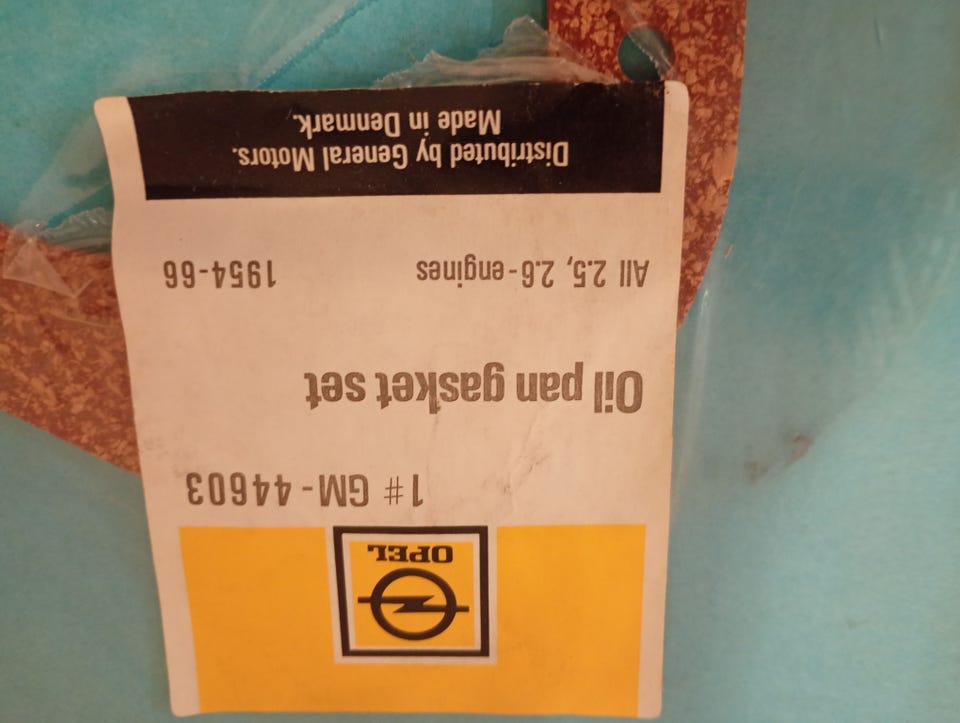 OPEL
1# GM-44603
Oil pan gasket set
All 2.5, 2.6-engines 1954-66
Distributed by General Motors.
Made in Denmark.